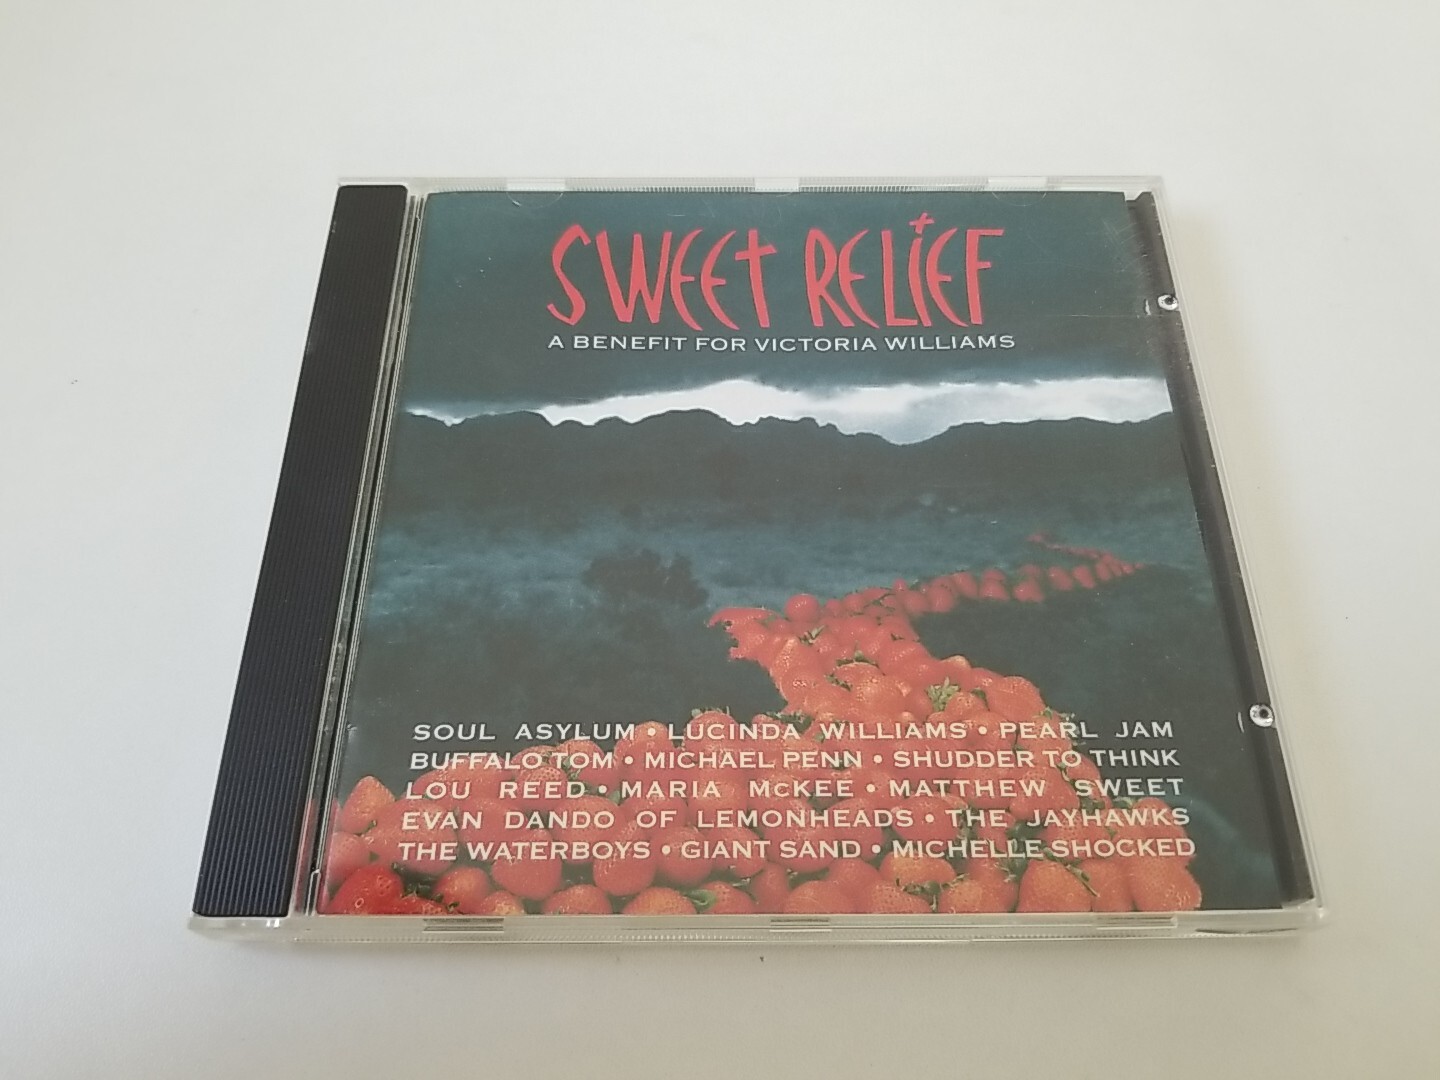 SWEET RELIEF
A BENEFIT FOR VICTORIA WILLIAMS
SOUL ASYLUM • LUCINDA WILLIAMS • PEARL JAM
BUFFALO TOM • MICHAEL PENN • SHUDDER TO THINK
LOU REED • MARIA McKEE • MATTHEW SWEET
EVAN DANDO OF LEMONHEADS • THE JAYHAWKS
THE WATERBOYS • GIANT SAND • MICHELLE SHOCKED